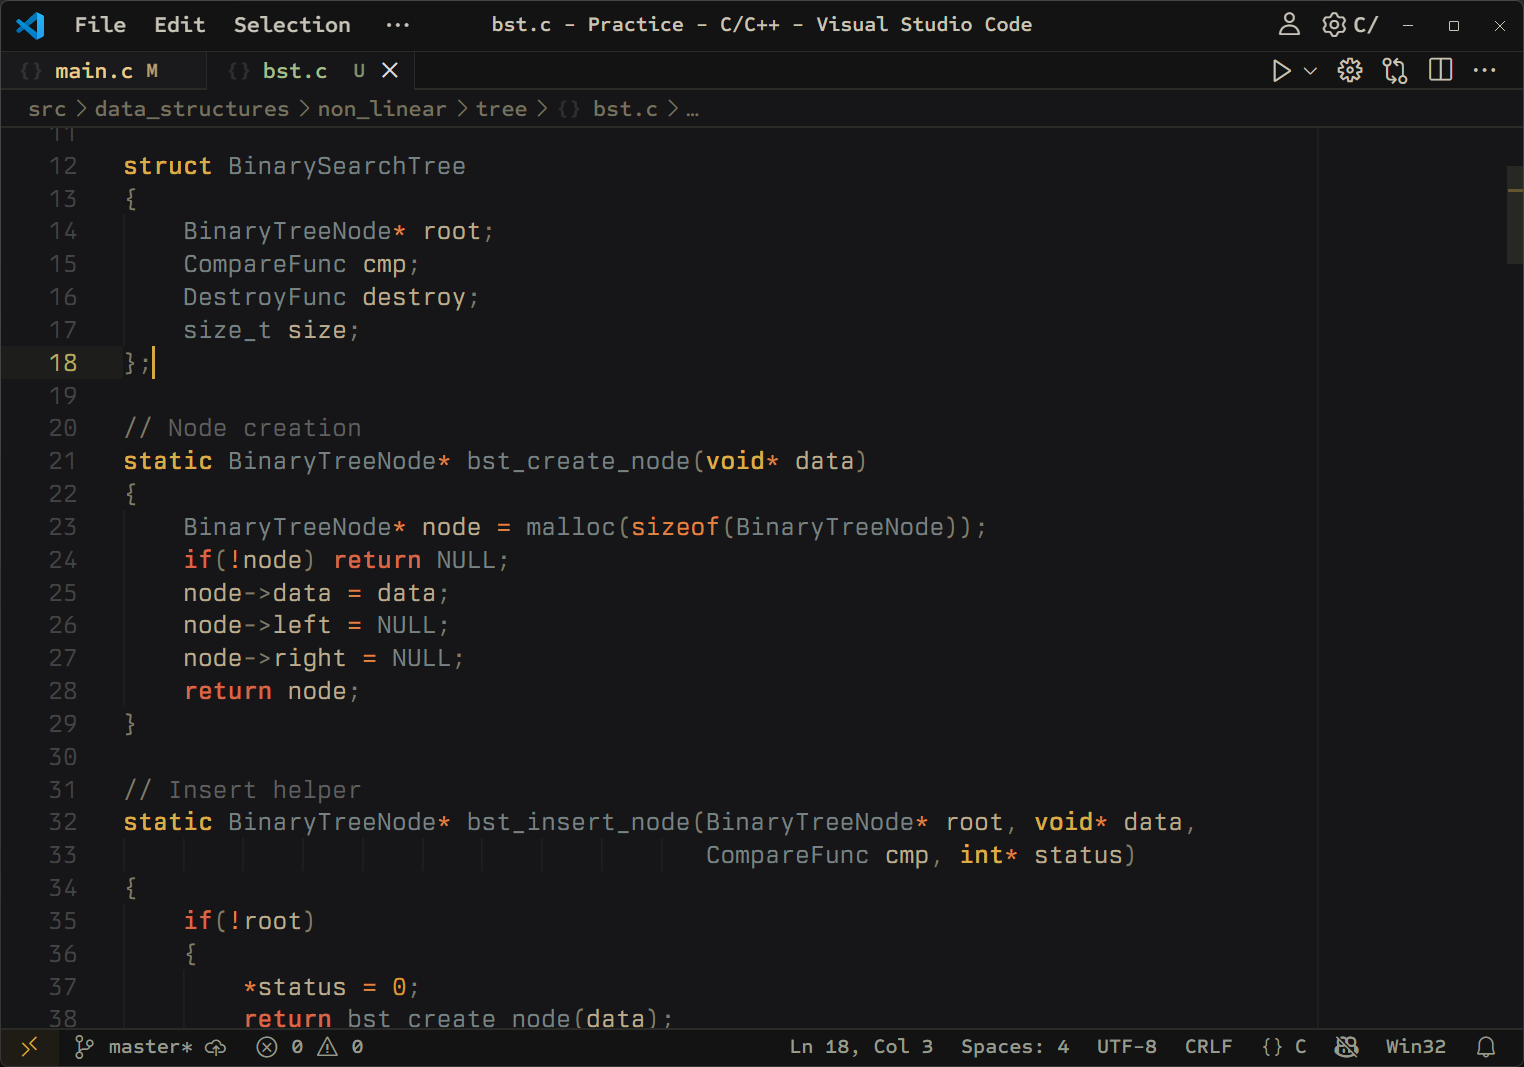 File Edit Selection ··· bst.c - Practice - C/C++ - Visual Studio Code C/
{} main.c M {} bst.c U
src > data_structures > non_linear > tree > {} bst.c > …
11
12 struct BinarySearchTree
13 {
14     BinaryTreeNode* root;
15     CompareFunc cmp;
16     DestroyFunc destroy;
17     size_t size;
18 };
19
20 // Node creation
21 static BinaryTreeNode* bst_create_node(void* data)
22 {
23     BinaryTreeNode* node = malloc(sizeof(BinaryTreeNode));
24     if(!node) return NULL;
25     node->data = data;
26     node->left = NULL;
27     node->right = NULL;
28     return node;
29 }
30
31 // Insert helper
32 static BinaryTreeNode* bst_insert_node(BinaryTreeNode* root, void* data,
33                                        CompareFunc cmp, int* status)
34 {
35     if(!root)
36     {
37         *status = 0;
38         return bst_create_node(data);
master* 0 0 Ln 18, Col 3 Spaces: 4 UTF-8 CRLF {} C Win32